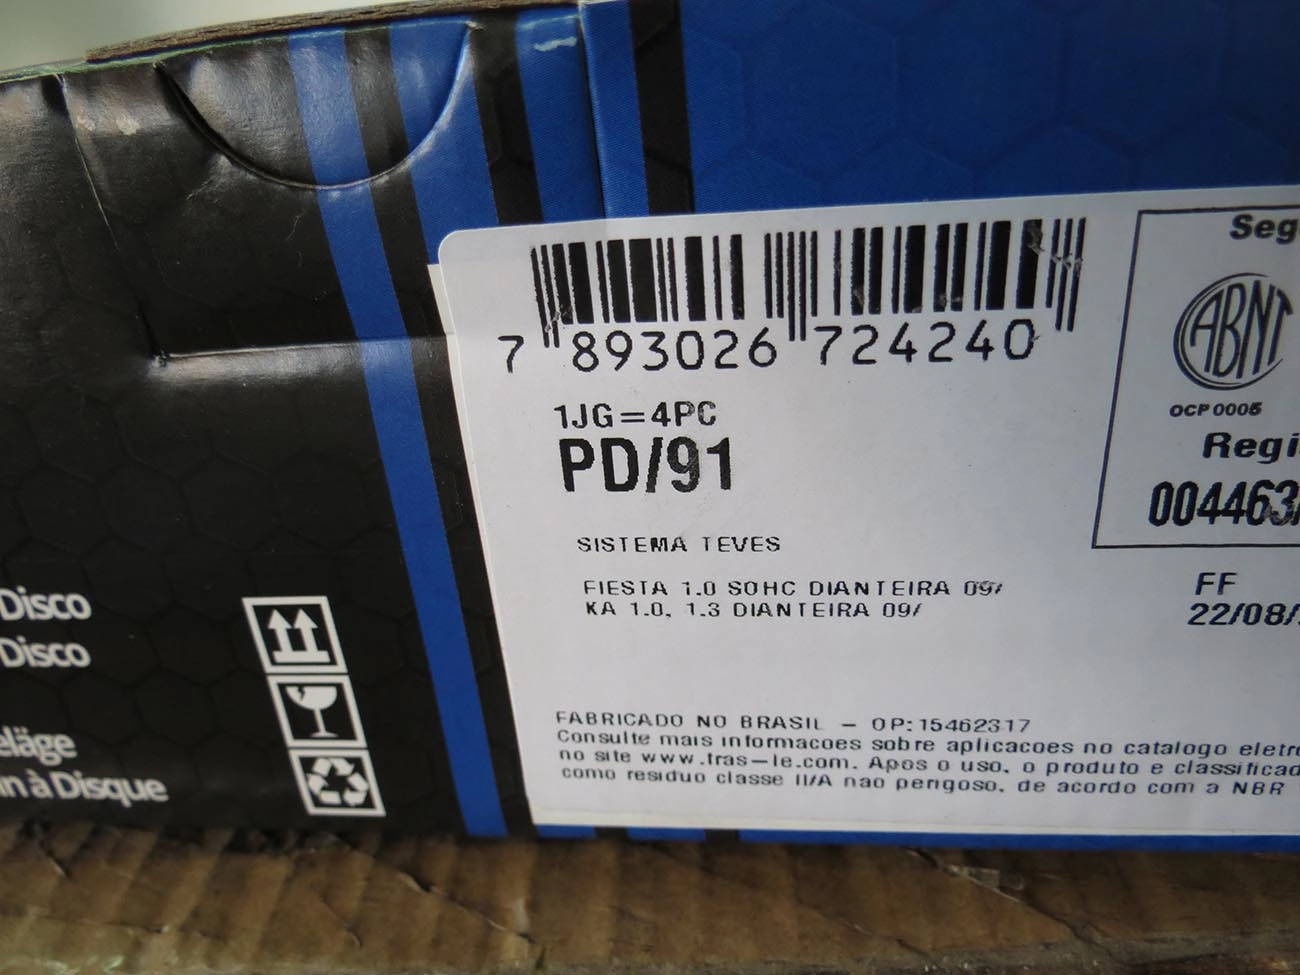 7 893026 724240
1JG=4PC
PD/91
SISTEMA TEVES
FIESTA 1.0 SOHC DIANTEIRA 09/
KA 1.0, 1.3 DIANTEIRA 09/
FABRICADO NO BRASIL – OP:15462317
Consulte mais informacoes sobre aplicacoes no catalogo eletro
no site www.fras-le.com. Apos o uso, o produto e classificad
como residuo classe II/A nao perigoso, de acordo com a NBR
Seg
ABNT
OCP 0005
Regi
004463/
FF
22/08/
Disco
Disco
eläge
n à Disque